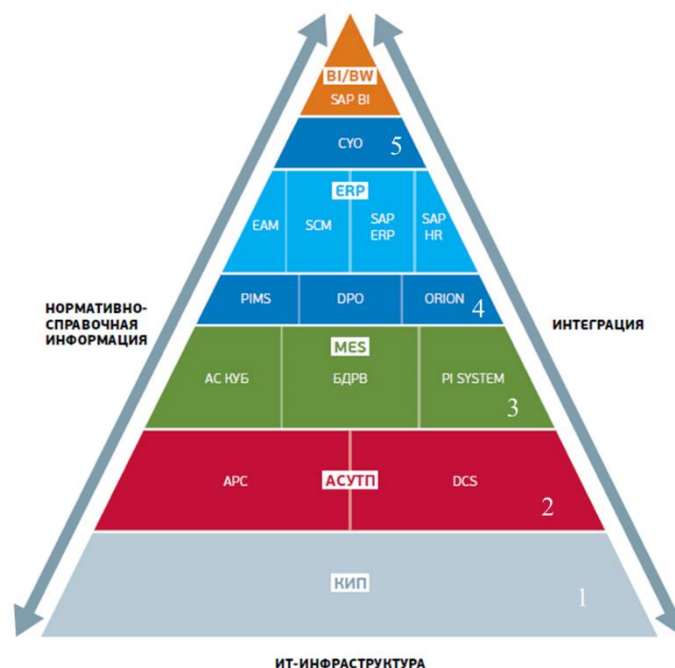 BI/BW
SAP BI
СУО 5
ERP
EAM SCM SAP ERP SAP HR
НОРМАТИВНО-
СПРАВОЧНАЯ
ИНФОРМАЦИЯ
PIMS DPO ORION 4
ИНТЕГРАЦИЯ
MES
АС КУБ БДРВ PI SYSTEM
3
APC АСУТП DCS
2
КИП
1
ИТ-ИНФРАСТРУКТУРА